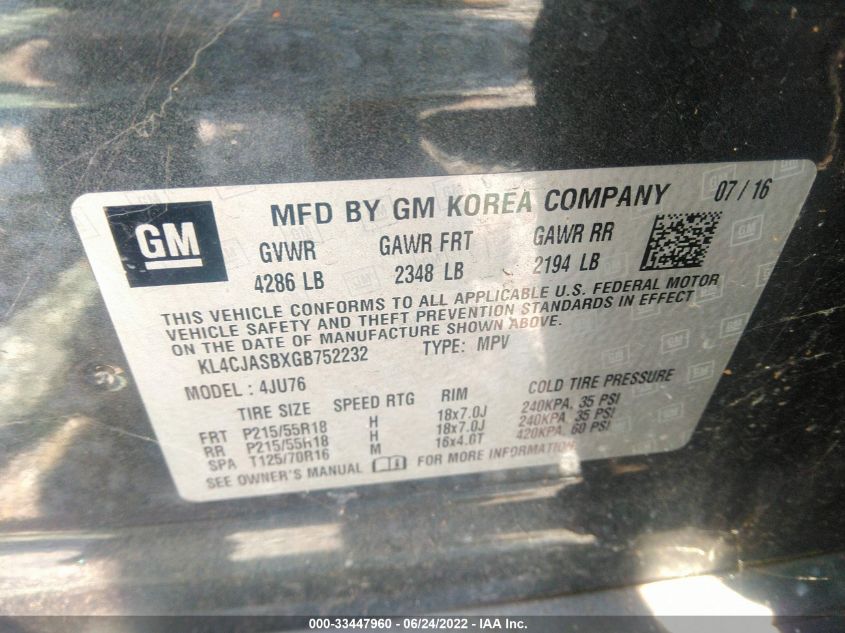 MFD BY GM KOREA COMPANY 07/16
GM
GVWR GAWR FRT GAWR RR
4286 LB 2348 LB 2194 LB
THIS VEHICLE CONFORMS TO ALL APPLICABLE U.S. FEDERAL MOTOR
VEHICLE SAFETY AND THEFT PREVENTION STANDARDS IN EFFECT
ON THE DATE OF MANUFACTURE SHOWN ABOVE.
KL4CJASBXGB752232 TYPE: MPV
MODEL: 4JU76
TIRE SIZE SPEED RTG RIM COLD TIRE PRESSURE
FRT P215/55R18 H 18x7.0J 240KPA, 35 PSI
RR P215/55R18 H 18x7.0J 240KPA, 35 PSI
SPA T125/70R16 M 16x4.0T 420KPA, 60 PSI
SEE OWNER'S MANUAL FOR MORE INFORMATION
000-33447960 - 06/24/2022 - IAA Inc.